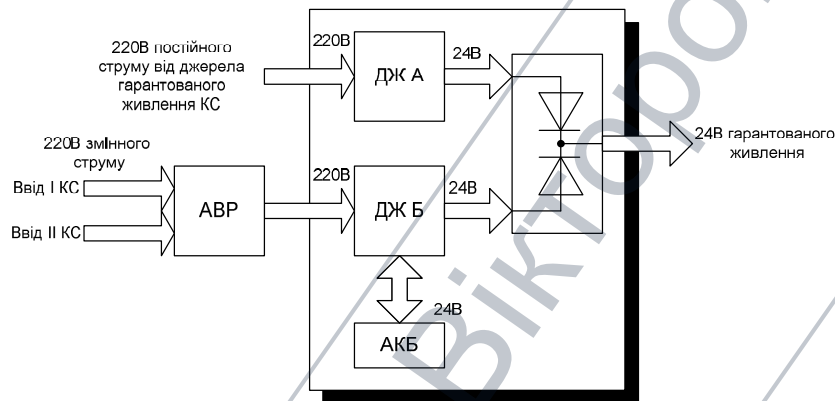 220В постійного
струму від джерела
гарантованого
живлення КС
220В
ДЖ А
24В
24В гарантованого
живлення
220В змінного
струму
Ввід I КС
Ввід II КС
АВР
220В
ДЖ Б
24В
24В
АКБ
Віктор